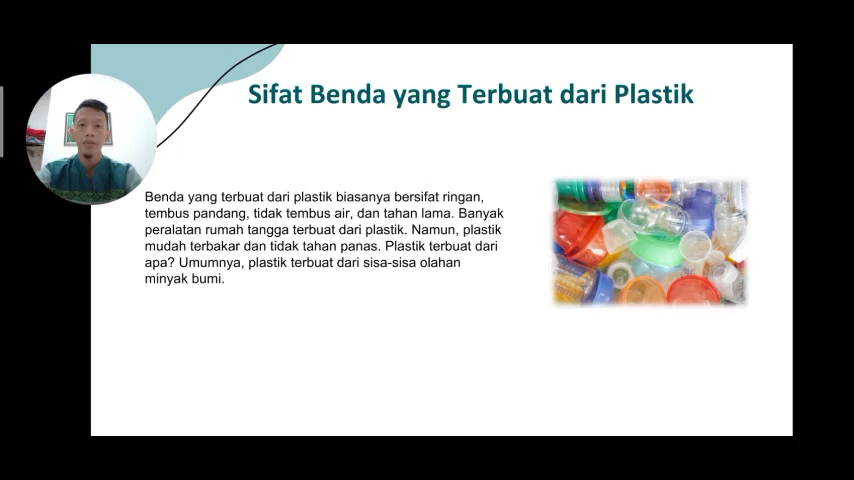 Sifat Benda yang Terbuat dari Plastik
Benda yang terbuat dari plastik biasanya bersifat ringan,
tembus pandang, tidak tembus air, dan tahan lama. Banyak
peralatan rumah tangga terbuat dari plastik. Namun, plastik
mudah terbakar dan tidak tahan panas. Plastik terbuat dari
apa? Umumnya, plastik terbuat dari sisa-sisa olahan
minyak bumi.